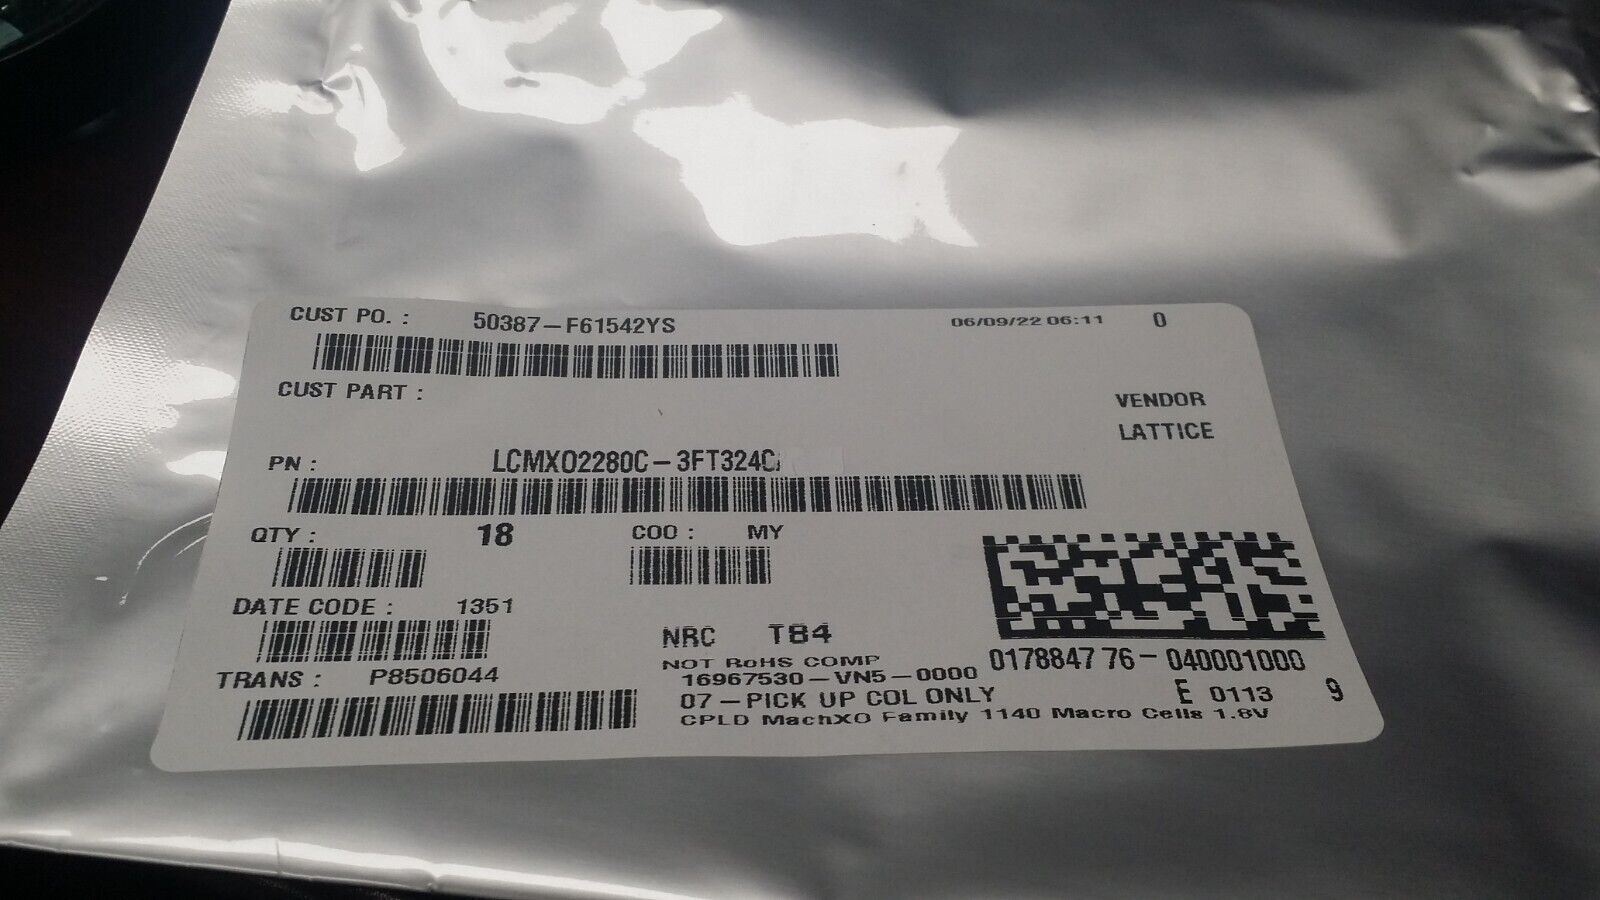 CUST PO. : 50387-F61542YS 06/09/22 06:11 0
CUST PART :
VENDOR
LATTICE
PN : LCMXO2280C-3FT324C
QTY : 18 COO : MY
DATE CODE : 1351
NRC TB4
NOT RoHS COMP
TRANS : P8506044
16967530-VN5-0000
017884776-040001000
07-PICK UP COL ONLY
E 0113 9
CPLD MachXO Family 1140 Macro Cells 1.8V